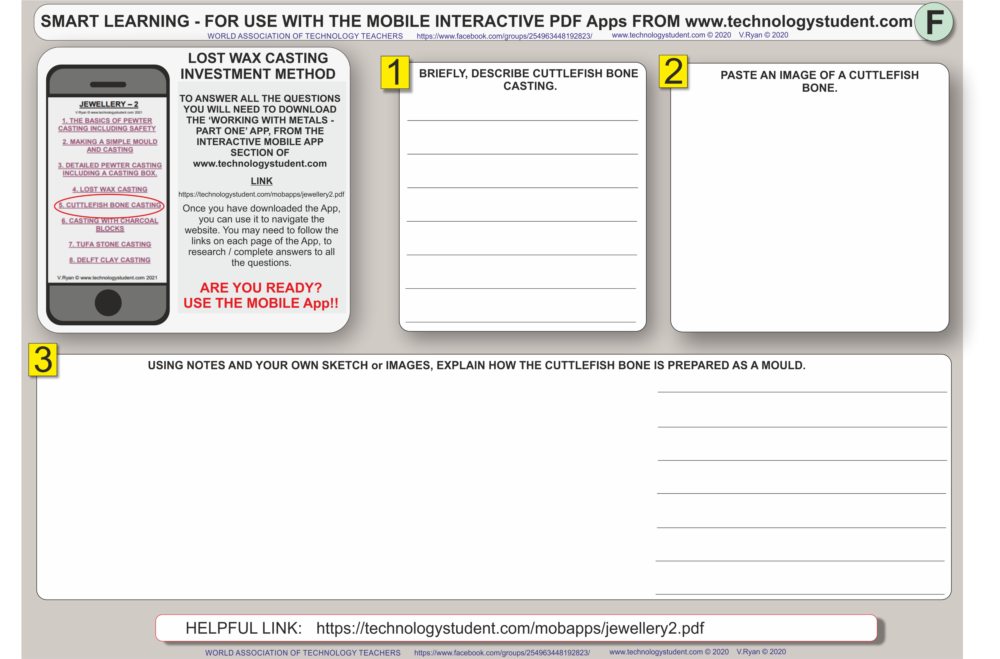 SMART LEARNING - FOR USE WITH THE MOBILE INTERACTIVE PDF Apps FROM www.technologystudent.com
F
WORLD ASSOCIATION OF TECHNOLOGY TEACHERS https://www.facebook.com/groups/254963448192823/ www.technologystudent.com © 2020 V.Ryan © 2020
JEWELLERY – 2
V.Ryan © www.technologystudent.com 2021
1. THE BASICS OF PEWTER
CASTING INCLUDING SAFETY
2. MAKING A SIMPLE MOULD
AND CASTING
3. DETAILED PEWTER CASTING
INCLUDING A CASTING BOX.
4. LOST WAX CASTING
5. CUTTLEFISH BONE CASTING
6. CASTING WITH CHARCOAL
BLOCKS
7. TUFA STONE CASTING
8. DELFT CLAY CASTING
V.Ryan © www.technologystudent.com 2021
LOST WAX CASTING
INVESTMENT METHOD
TO ANSWER ALL THE QUESTIONS
YOU WILL NEED TO DOWNLOAD
THE ‘WORKING WITH METALS -
PART ONE’ APP, FROM THE
INTERACTIVE MOBILE APP
SECTION OF
www.technologystudent.com
LINK
https://technologystudent.com/mobapps/jewellery2.pdf
Once you have downloaded the App,
you can use it to navigate the
website. You may need to follow the
links on each page of the App, to
research / complete answers to all
the questions.
ARE YOU READY?
USE THE MOBILE App!!
1
BRIEFLY, DESCRIBE CUTTLEFISH BONE
CASTING.
2
PASTE AN IMAGE OF A CUTTLEFISH
BONE.
3
USING NOTES AND YOUR OWN SKETCH or IMAGES, EXPLAIN HOW THE CUTTLEFISH BONE IS PREPARED AS A MOULD.
HELPFUL LINK: https://technologystudent.com/mobapps/jewellery2.pdf
WORLD ASSOCIATION OF TECHNOLOGY TEACHERS https://www.facebook.com/groups/254963448192823/ www.technologystudent.com © 2020 V.Ryan © 2020